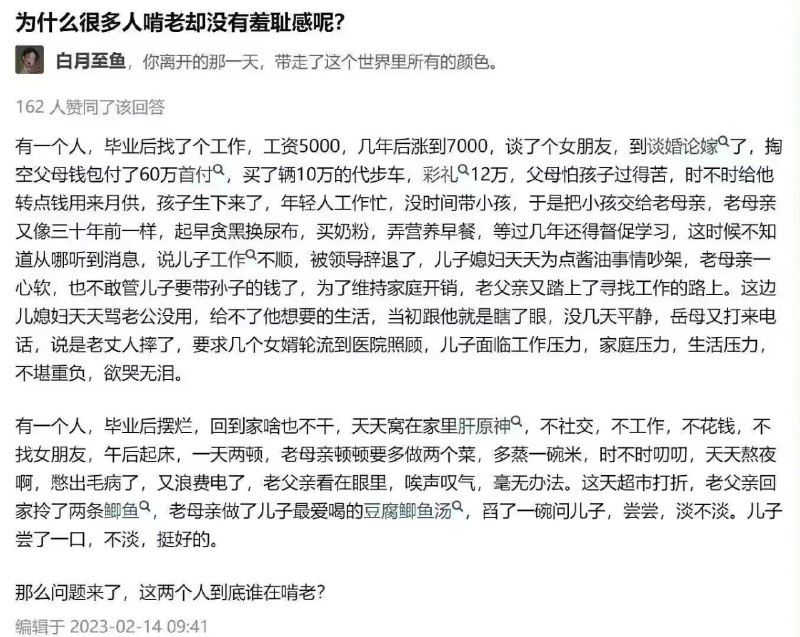 为什么很多人啃老却没有羞耻感呢?
白月至鱼，你离开的那一天，带走了这个世界里所有的颜色。
162 人赞同了该回答
有一个人，毕业后找了个工作，工资5000，几年后涨到7000，谈了个女朋友，到谈婚论嫁了，掏
空父母钱包付了60万首付，买了辆10万的代步车，彩礼12万，父母怕孩子过得苦，时不时给他
转点钱用来月供，孩子生下来了，年轻人工作忙，没时间带小孩，于是把小孩交给老母亲，老母亲
又像三十年前一样，起早贪黑换尿布，买奶粉，弄营养早餐，等过几年还得督促学习，这时候不知
道从哪听到消息，说儿子工作不顺，被领导辞退了，儿子媳妇天天为点酱油事情吵架，老母亲一
心软，也不敢管儿子要带孙子的钱了，为了维持家庭开销，老父亲又踏上了寻找工作的路上。这边
儿媳妇天天骂老公没用，给不了他想要的生活，当初跟他就是瞎了眼，没几天平静，岳母又打来电
话，说是老丈人摔了，要求几个女婿轮流到医院照顾，儿子面临工作压力，家庭压力，生活压力，
不堪重负，欲哭无泪。
有一个人，毕业后摆烂，回到家啥也不干，天天窝在家里肝原神，不社交，不工作，不花钱，不
找女朋友，午后起床，一天两顿，老母亲顿顿要多做两个菜，多蒸一碗米，时不时叨叨，天天熬夜
啊，憋出毛病了，又浪费电了，老父亲看在眼里，唉声叹气，毫无办法。这天超市打折，老父亲回
家拎了两条鲫鱼，老母亲做了儿子最爱喝的豆腐鲫鱼汤，舀了一碗问儿子，尝尝，淡不淡。儿子
尝了一口，不淡，挺好的。
那么问题来了，这两个人到底谁在啃老?
编辑于 2023-02-14 09:41